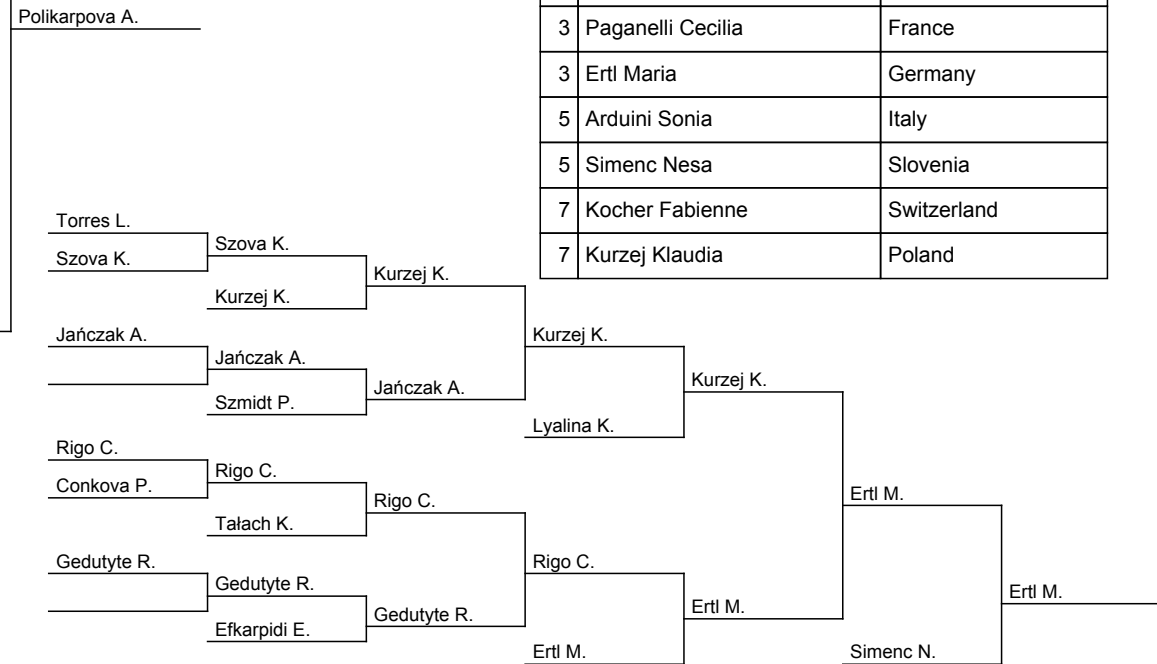 Polikarpova A.
3 Paganelli Cecilia France
3 Ertl Maria Germany
5 Arduini Sonia Italy
5 Simenc Nesa Slovenia
7 Kocher Fabienne Switzerland
7 Kurzej Klaudia Poland
Torres L.
Szova K.
Szova K.
Kurzej K.
Kurzej K.
Jańczak A.
Jańczak A.
Szmidt P.
Jańczak A.
Kurzej K.
Lyalina K.
Kurzej K.
Rigo C.
Conkova P.
Rigo C.
Tałach K.
Rigo C.
Gedutyte R.
Gedutyte R.
Efkarpidi E.
Gedutyte R.
Rigo C.
Ertl M.
Ertl M.
Ertl M.
Simenc N.
Ertl M.